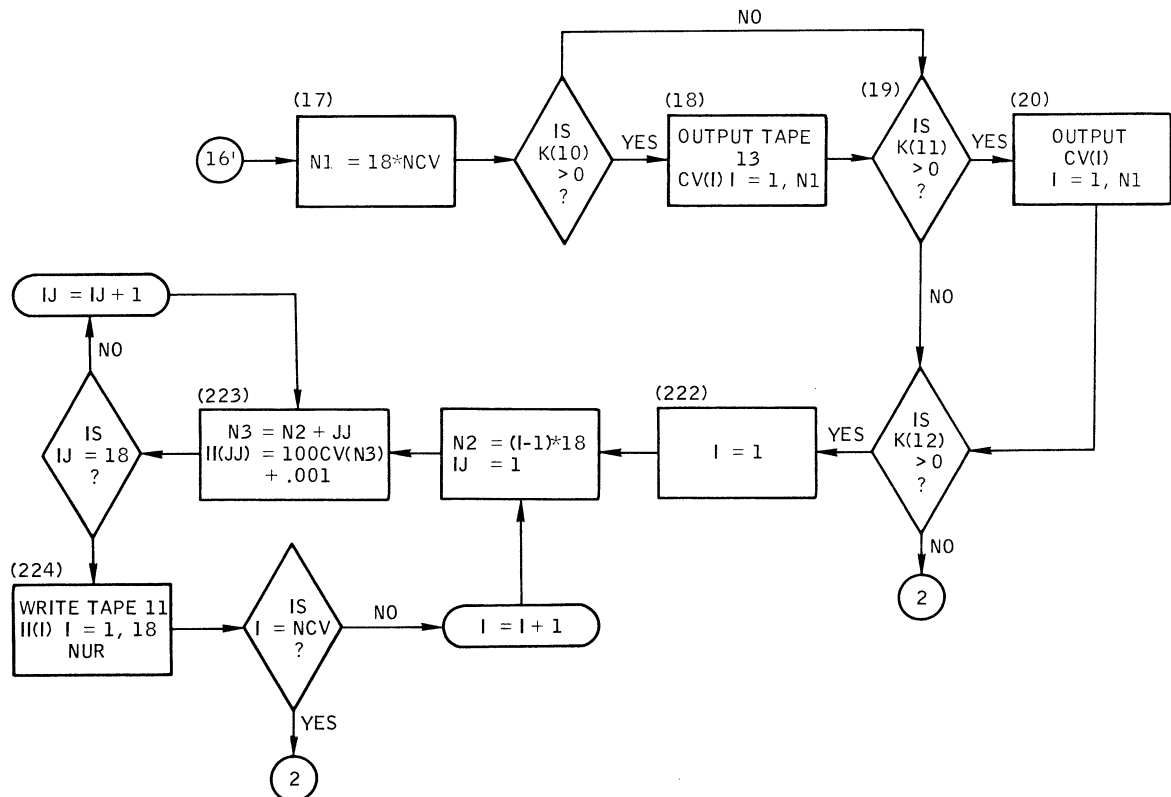 NO
(17)
(18)
(19)
(20)
16'
N1 = 18*NCV
IS
K(10)
>0
?
YES
OUTPUT TAPE
13
CV(I) I = 1, N1
IS
K(11)
>0
?
YES
OUTPUT
CV(I)
I = 1, N1
NO
IJ = IJ + 1
NO
IS
IJ = 18
?
(223)
N3 = N2 + JJ
II(JJ) = 100CV(N3)
+ .001
N2 = (I-1)*18
IJ = 1
(222)
I = 1
YES
IS
K(12)
>0
?
NO
2
(224)
WRITE TAPE 11
II(I) I = 1, 18
NUR
IS
I = NCV
?
NO
I = I + 1
YES
2